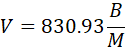 V = 830.93 B/M